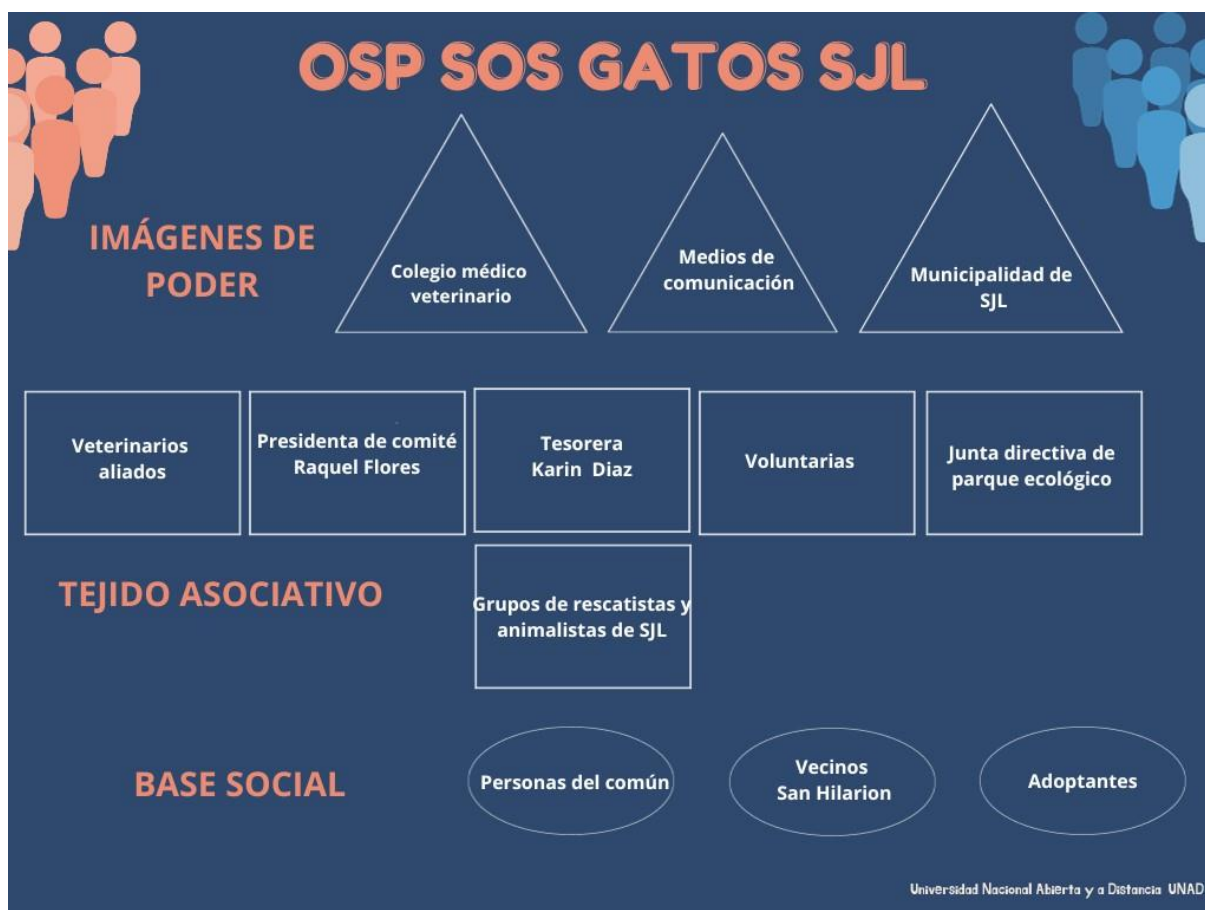 OSP SOS GATOS SJL
IMÁGENES DE
PODER
Colegio médico
veterinario
Medios de
comunicación
Municipalidad de
SJL
Veterinarios
aliados
Presidenta de comité
Raquel Flores
Tesorera
Karin Diaz
Voluntarias
Junta directiva de
parque ecológico
TEJIDO ASOCIATIVO
Grupos de rescatistas y
animalistas de SJL
BASE SOCIAL
Personas del común
Vecinos
San Hilarion
Adoptantes
Universidad Nacional Abierta y a Distancia UNAD